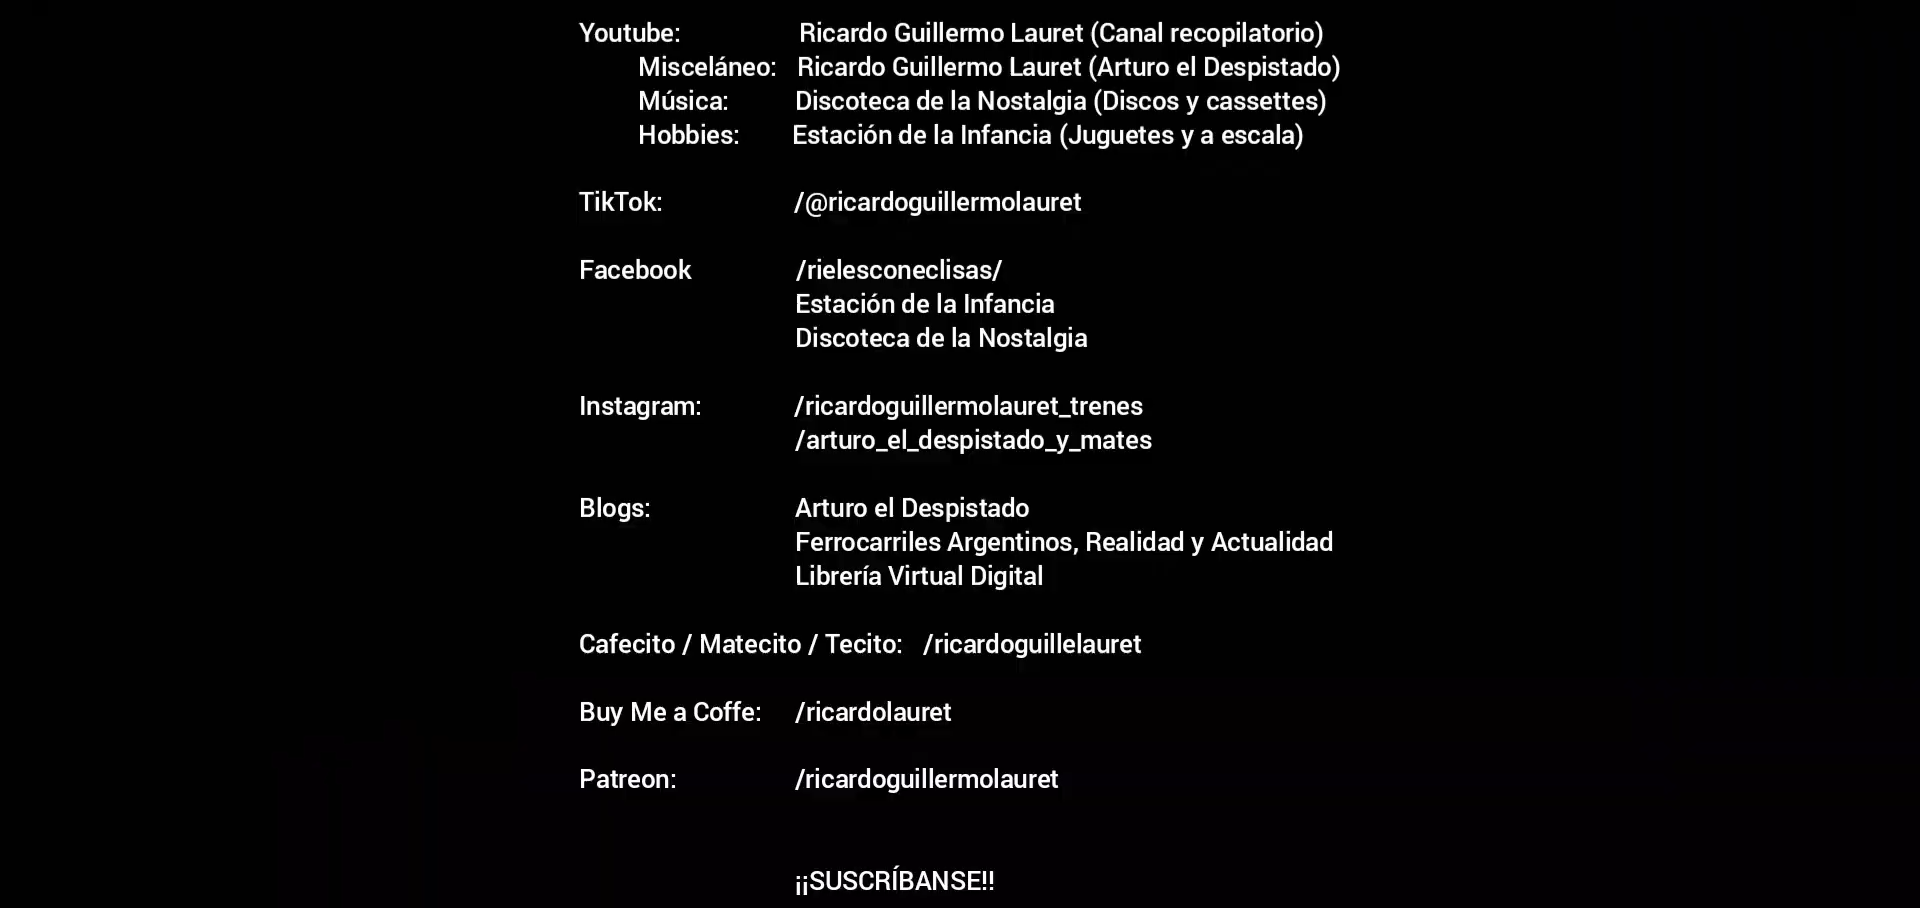 Youtube: Ricardo Guillermo Lauret (Canal recopilatorio)
Misceláneo: Ricardo Guillermo Lauret (Arturo el Despistado)
Música: Discoteca de la Nostalgia (Discos y cassettes)
Hobbies: Estación de la Infancia (Juguetes y a escala)
TikTok: /@ricardoguillermolauret
Facebook /rielesconeclisas/
Estación de la Infancia
Discoteca de la Nostalgia
Instagram: /ricardoguillermolauret_trenes
/arturo_el_despistado_y_mates
Blogs: Arturo el Despistado
Ferrocarriles Argentinos, Realidad y Actualidad
Librería Virtual Digital
Cafecito / Matecito / Tecito: /ricardoguillelauret
Buy Me a Coffe: /ricardolauret
Patreon: /ricardoguillermolauret
¡¡SUSCRÍBANSE!!